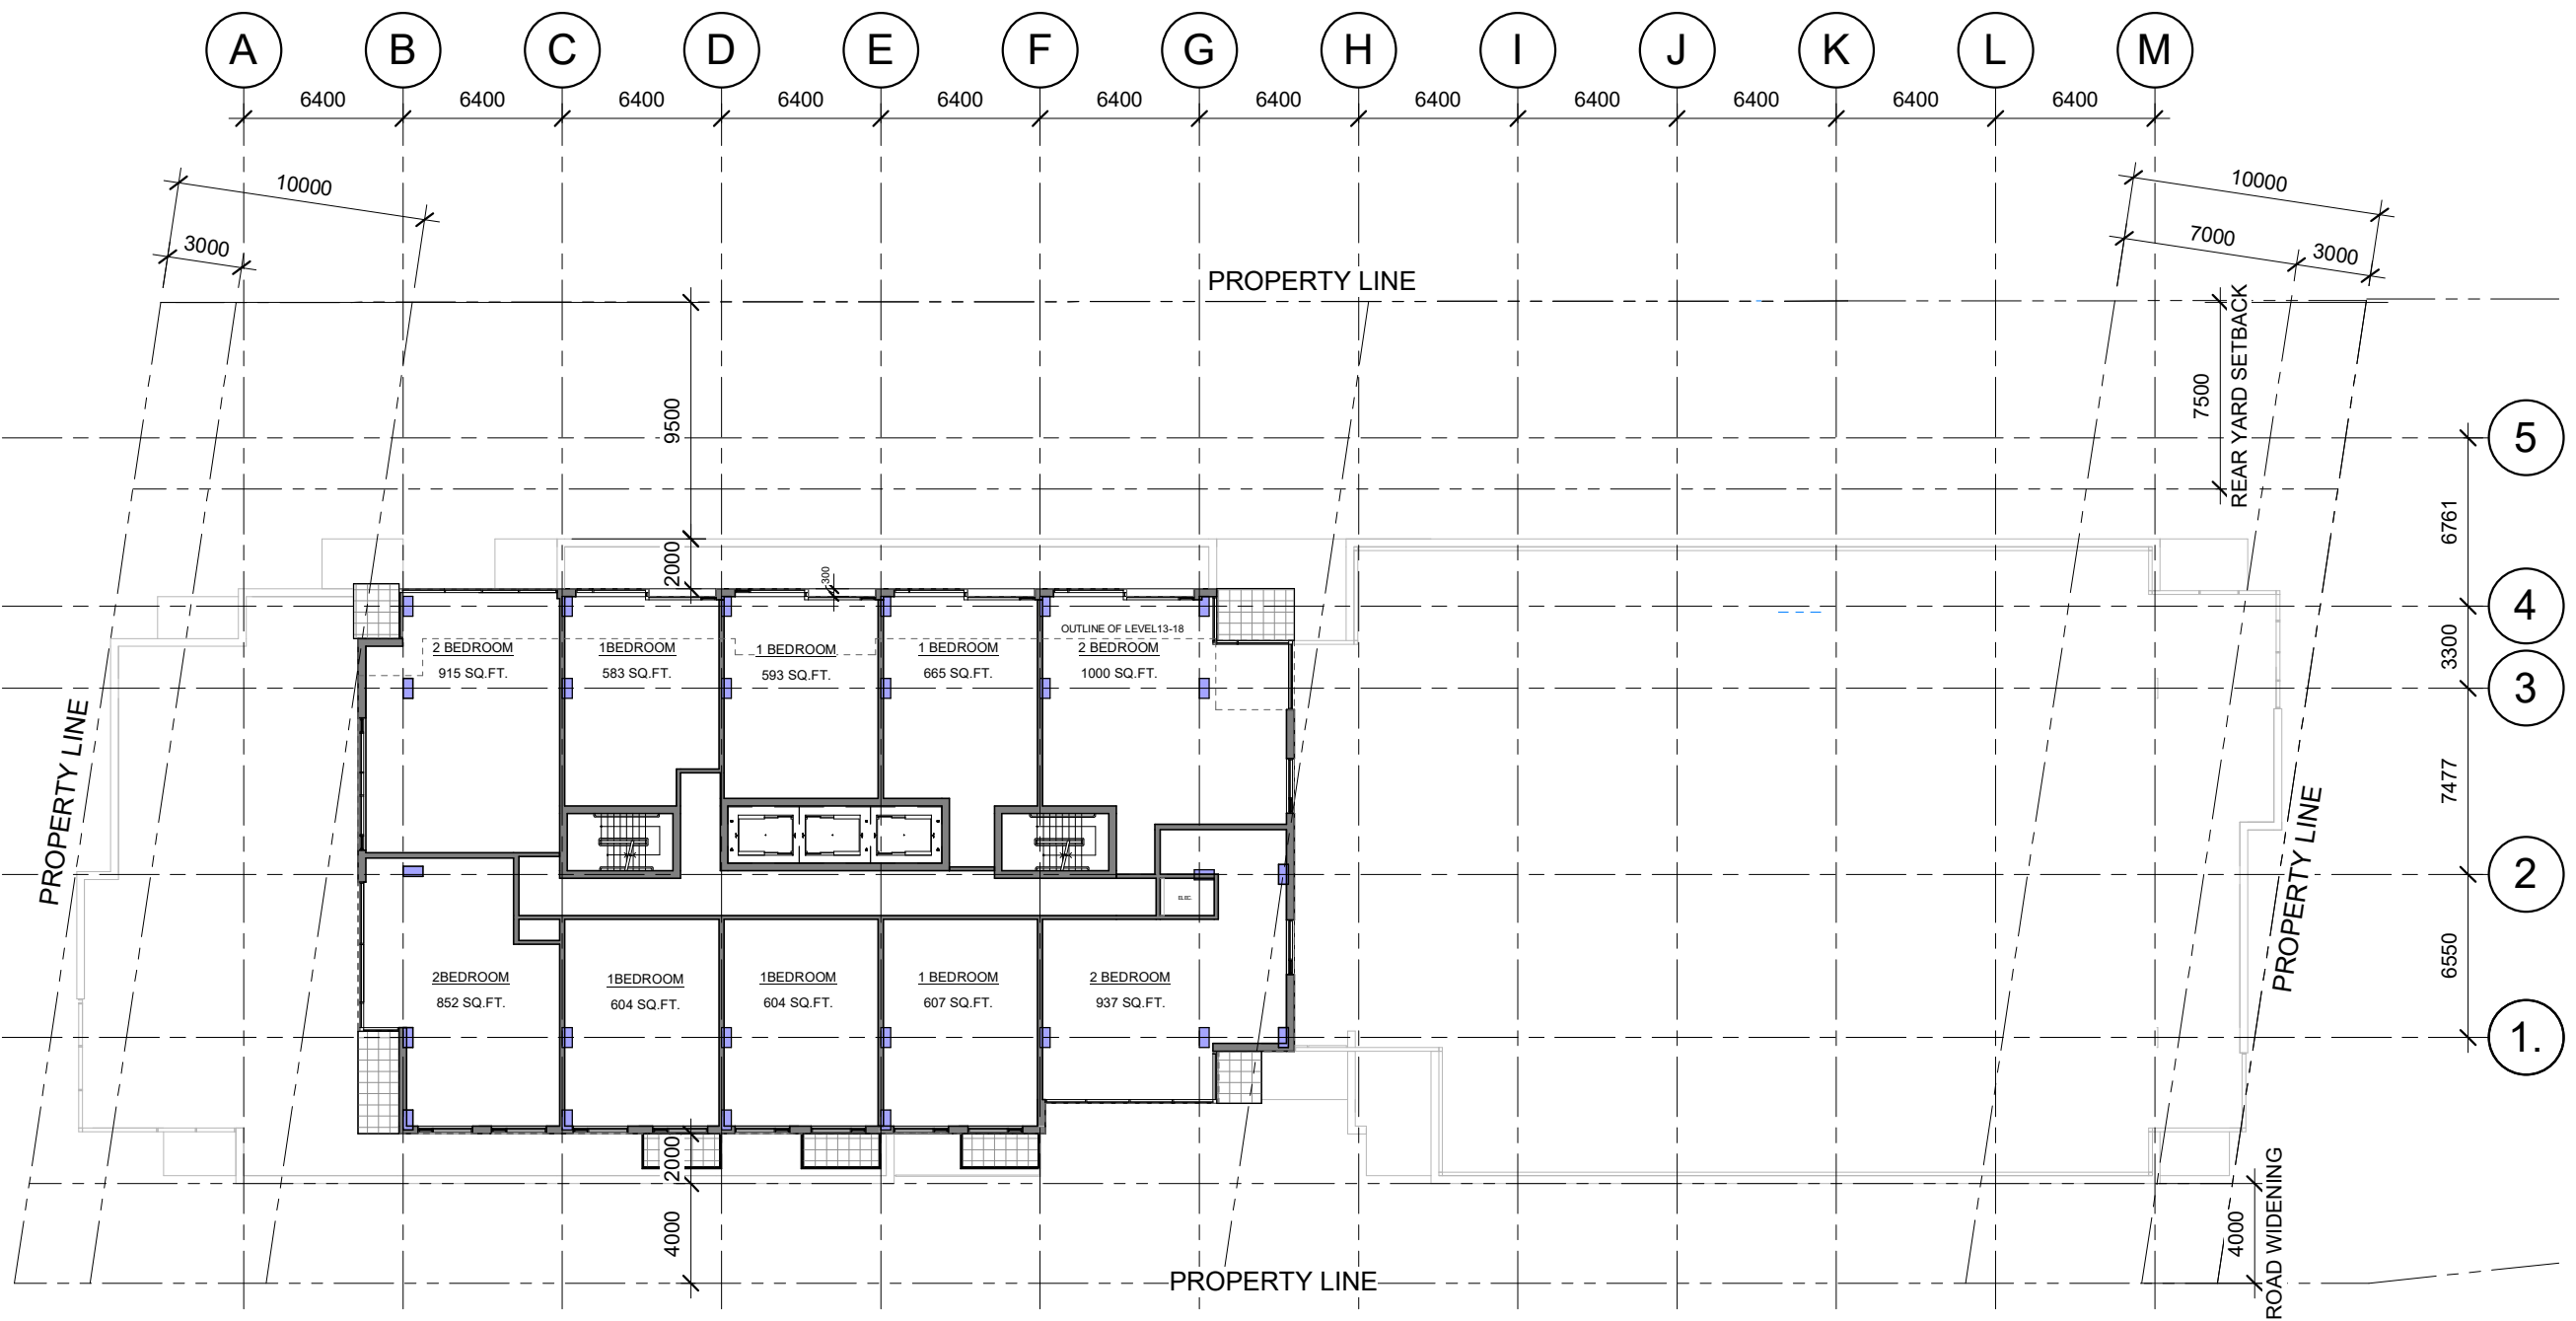 A B C D E F G H I J K L M
6400 6400 6400 6400 6400 6400 6400 6400 6400 6400 6400 6400
10000
3000
10000
7000
3000
PROPERTY LINE
REAR YARD SETBACK
7500
9500
5
2000
300
6761
4
OUTLINE OF LEVEL13-18
2 BEDROOM
915 SQ.FT.
1BEDROOM
583 SQ.FT.
1 BEDROOM
593 SQ.FT.
1 BEDROOM
665 SQ.FT.
2 BEDROOM
1000 SQ.FT.
3300
3
PROPERTY LINE
7477
PROPERTY LINE
2
ELEC.
6550
2BEDROOM
852 SQ.FT.
1BEDROOM
604 SQ.FT.
1BEDROOM
604 SQ.FT.
1 BEDROOM
607 SQ.FT.
2 BEDROOM
937 SQ.FT.
1.
2000
4000
4000
ROAD WIDENING
PROPERTY LINE